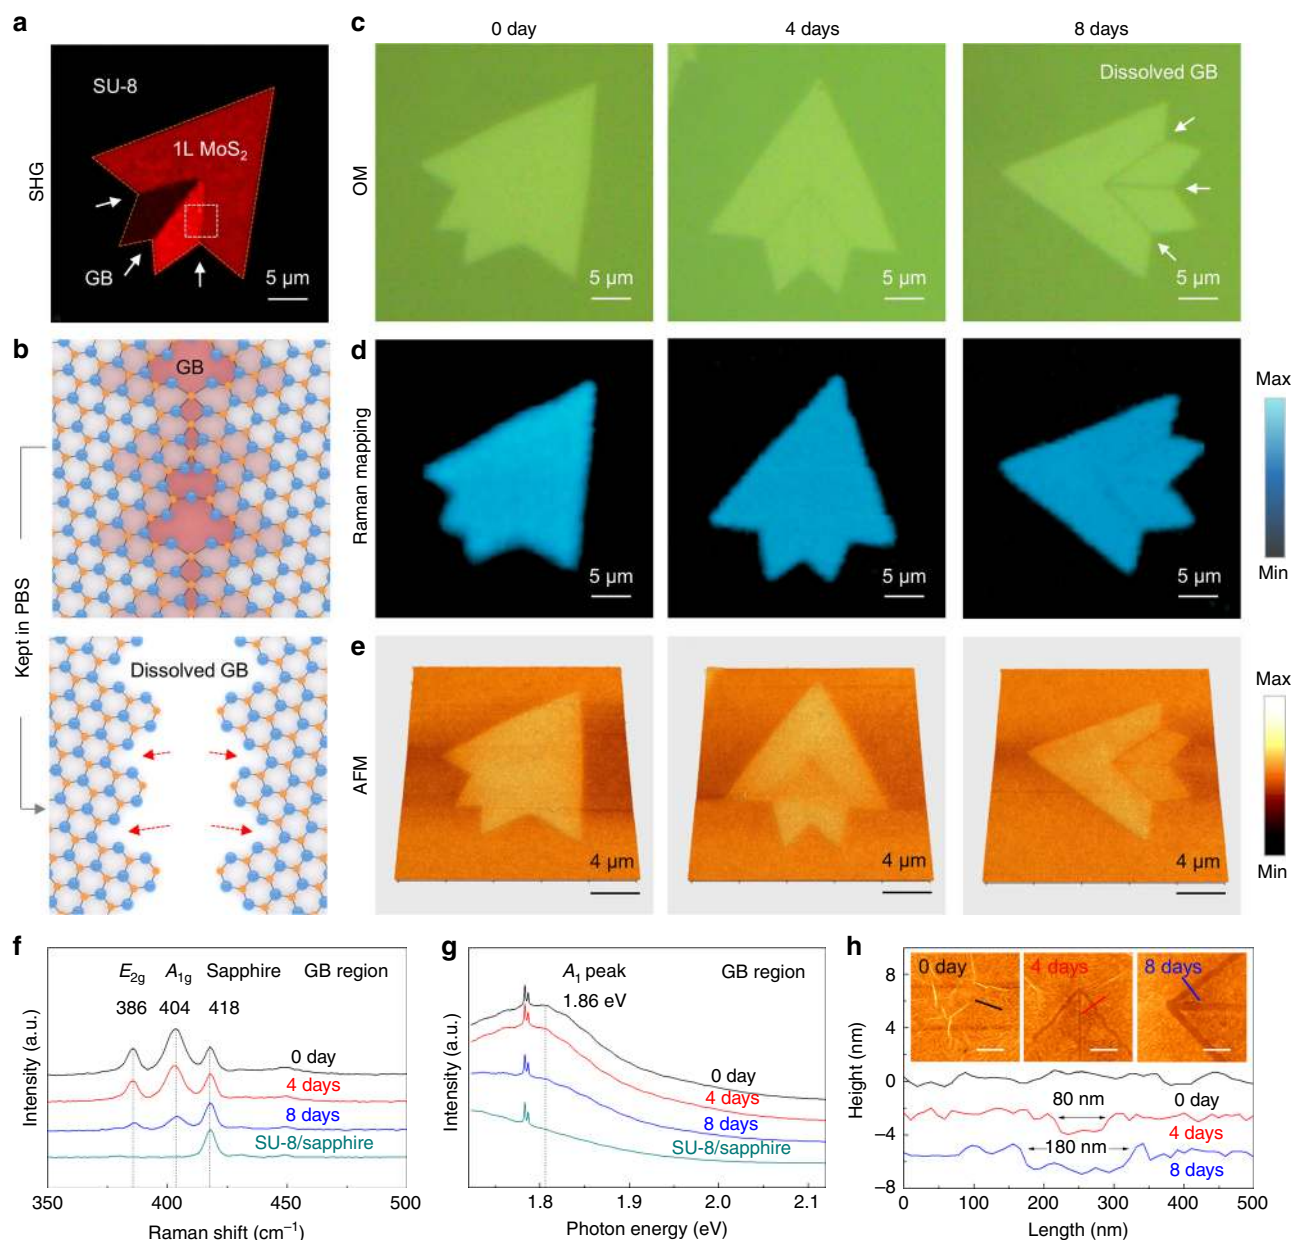 a
SHG
SU-8
1L MoS₂
GB
5 µm
b
Kept in PBS
GB
Dissolved GB
c
0 day
4 days
8 days
OM
5 µm
5 µm
Dissolved GB
5 µm
d
Raman mapping
5 µm
5 µm
5 µm
Max
Min
e
AFM
4 µm
4 µm
4 µm
Max
Min
f
Intensity (a.u.)
E₂g A₁g Sapphire GB region
386 404 418
0 day
4 days
8 days
SU-8/sapphire
350 400 450 500
Raman shift (cm⁻¹)
g
Intensity (a.u.)
A₁ peak GB region
1.86 eV
0 day
4 days
8 days
SU-8/sapphire
1.8 1.9 2.0 2.1
Photon energy (eV)
h
Height (nm)
8
4
0
−4
−8
0 day
4 days
8 days
0 day
80 nm
4 days
180 nm
8 days
0 100 200 300 400 500
Length (nm)